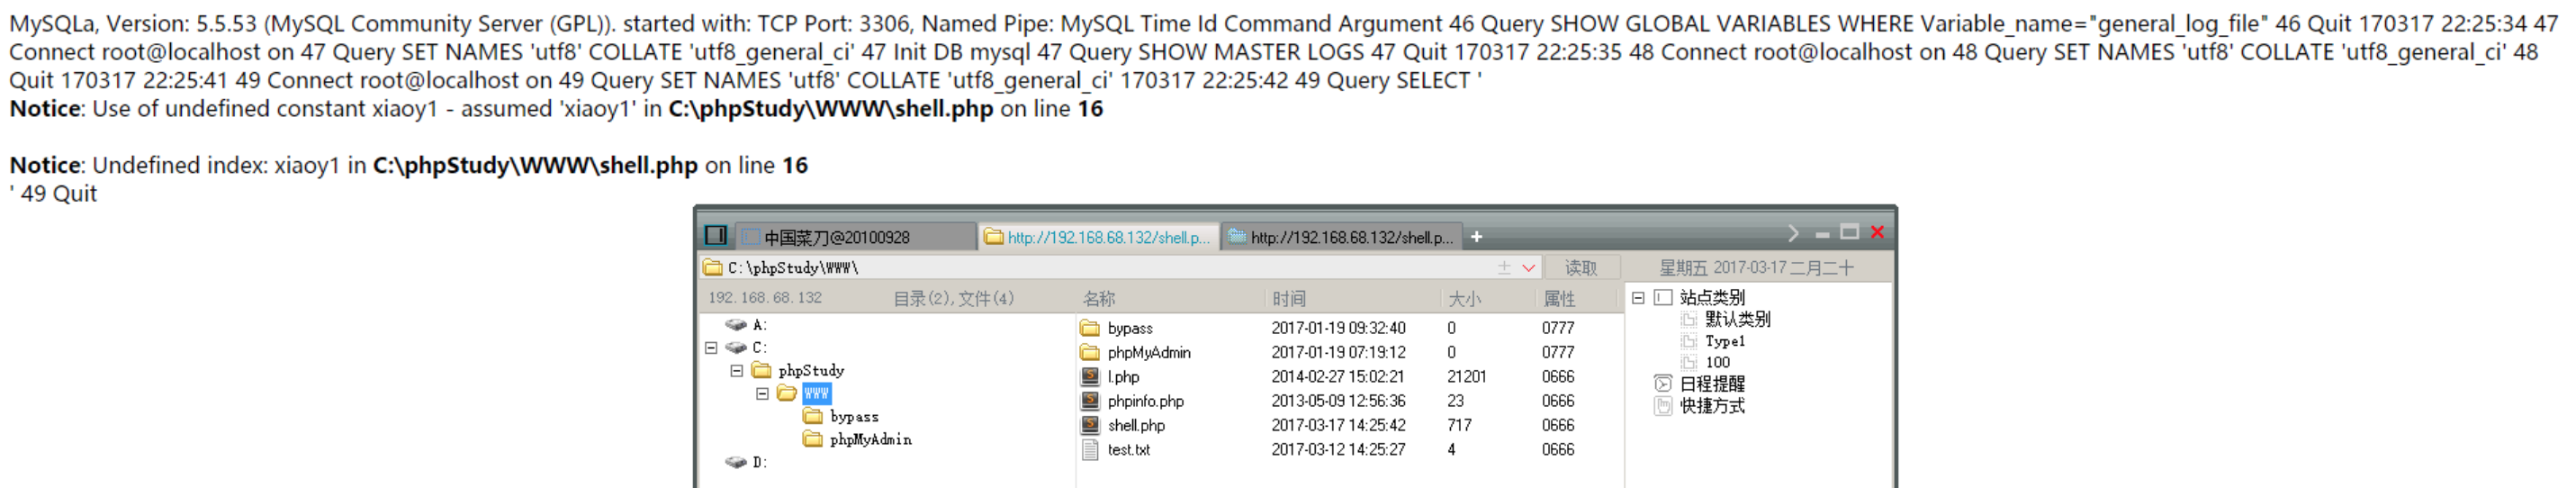 MySQLa, Version: 5.5.53 (MySQL Community Server (GPL)). started with: TCP Port: 3306, Named Pipe: MySQL Time Id Command Argument 46 Query SHOW GLOBAL VARIABLES WHERE Variable_name="general_log_file" 46 Quit 170317 22:25:34 47
Connect root@localhost on 47 Query SET NAMES 'utf8' COLLATE 'utf8_general_ci' 47 Init DB mysql 47 Query SHOW MASTER LOGS 47 Quit 170317 22:25:35 48 Connect root@localhost on 48 Query SET NAMES 'utf8' COLLATE 'utf8_general_ci' 48
Quit 170317 22:25:41 49 Connect root@localhost on 49 Query SET NAMES 'utf8' COLLATE 'utf8_general_ci' 170317 22:25:42 49 Query SELECT '
Notice: Use of undefined constant xiaoy1 - assumed 'xiaoy1' in C:\phpStudy\WWW\shell.php on line 16
Notice: Undefined index: xiaoy1 in C:\phpStudy\WWW\shell.php on line 16
' 49 Quit
中国菜刀@20100928 http://192.168.68.132/shell.p... http://192.168.68.132/shell.p... +
C:\phpStudy\WWW\ 读取 星期五 2017-03-17 二月二十
192.168.68.132 目录(2),文件(4) 名称 时间 大小 属性 站点类别
A: bypass 2017-01-19 09:32:40 0 0777 默认类别
C: phpMyAdmin 2017-01-19 07:19:12 0 0777 Type1
phpStudy l.php 2014-02-27 15:02:21 21201 0666 100
WWW phpinfo.php 2013-05-09 12:56:36 23 0666 日程提醒
bypass shell.php 2017-03-17 14:25:42 717 0666 快捷方式
phpMyAdmin test.txt 2017-03-12 14:25:27 4 0666
D: